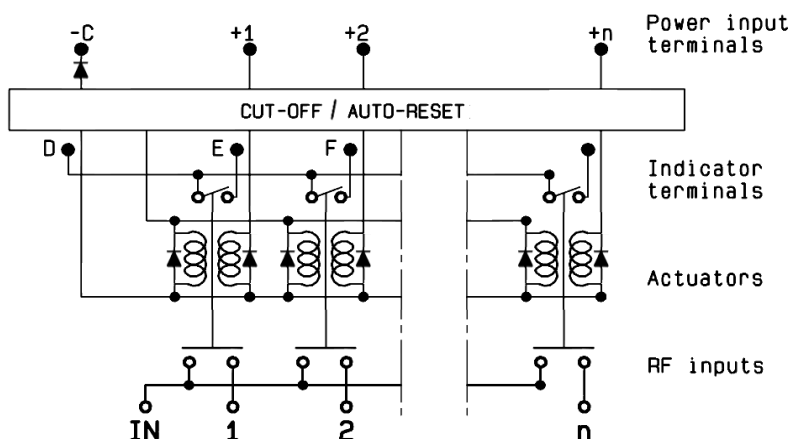 -C +1 +2 +n Power input
terminals
CUT-OFF / AUTO-RESET
D E F Indicator
terminals
Actuators
RF inputs
IN 1 2 n